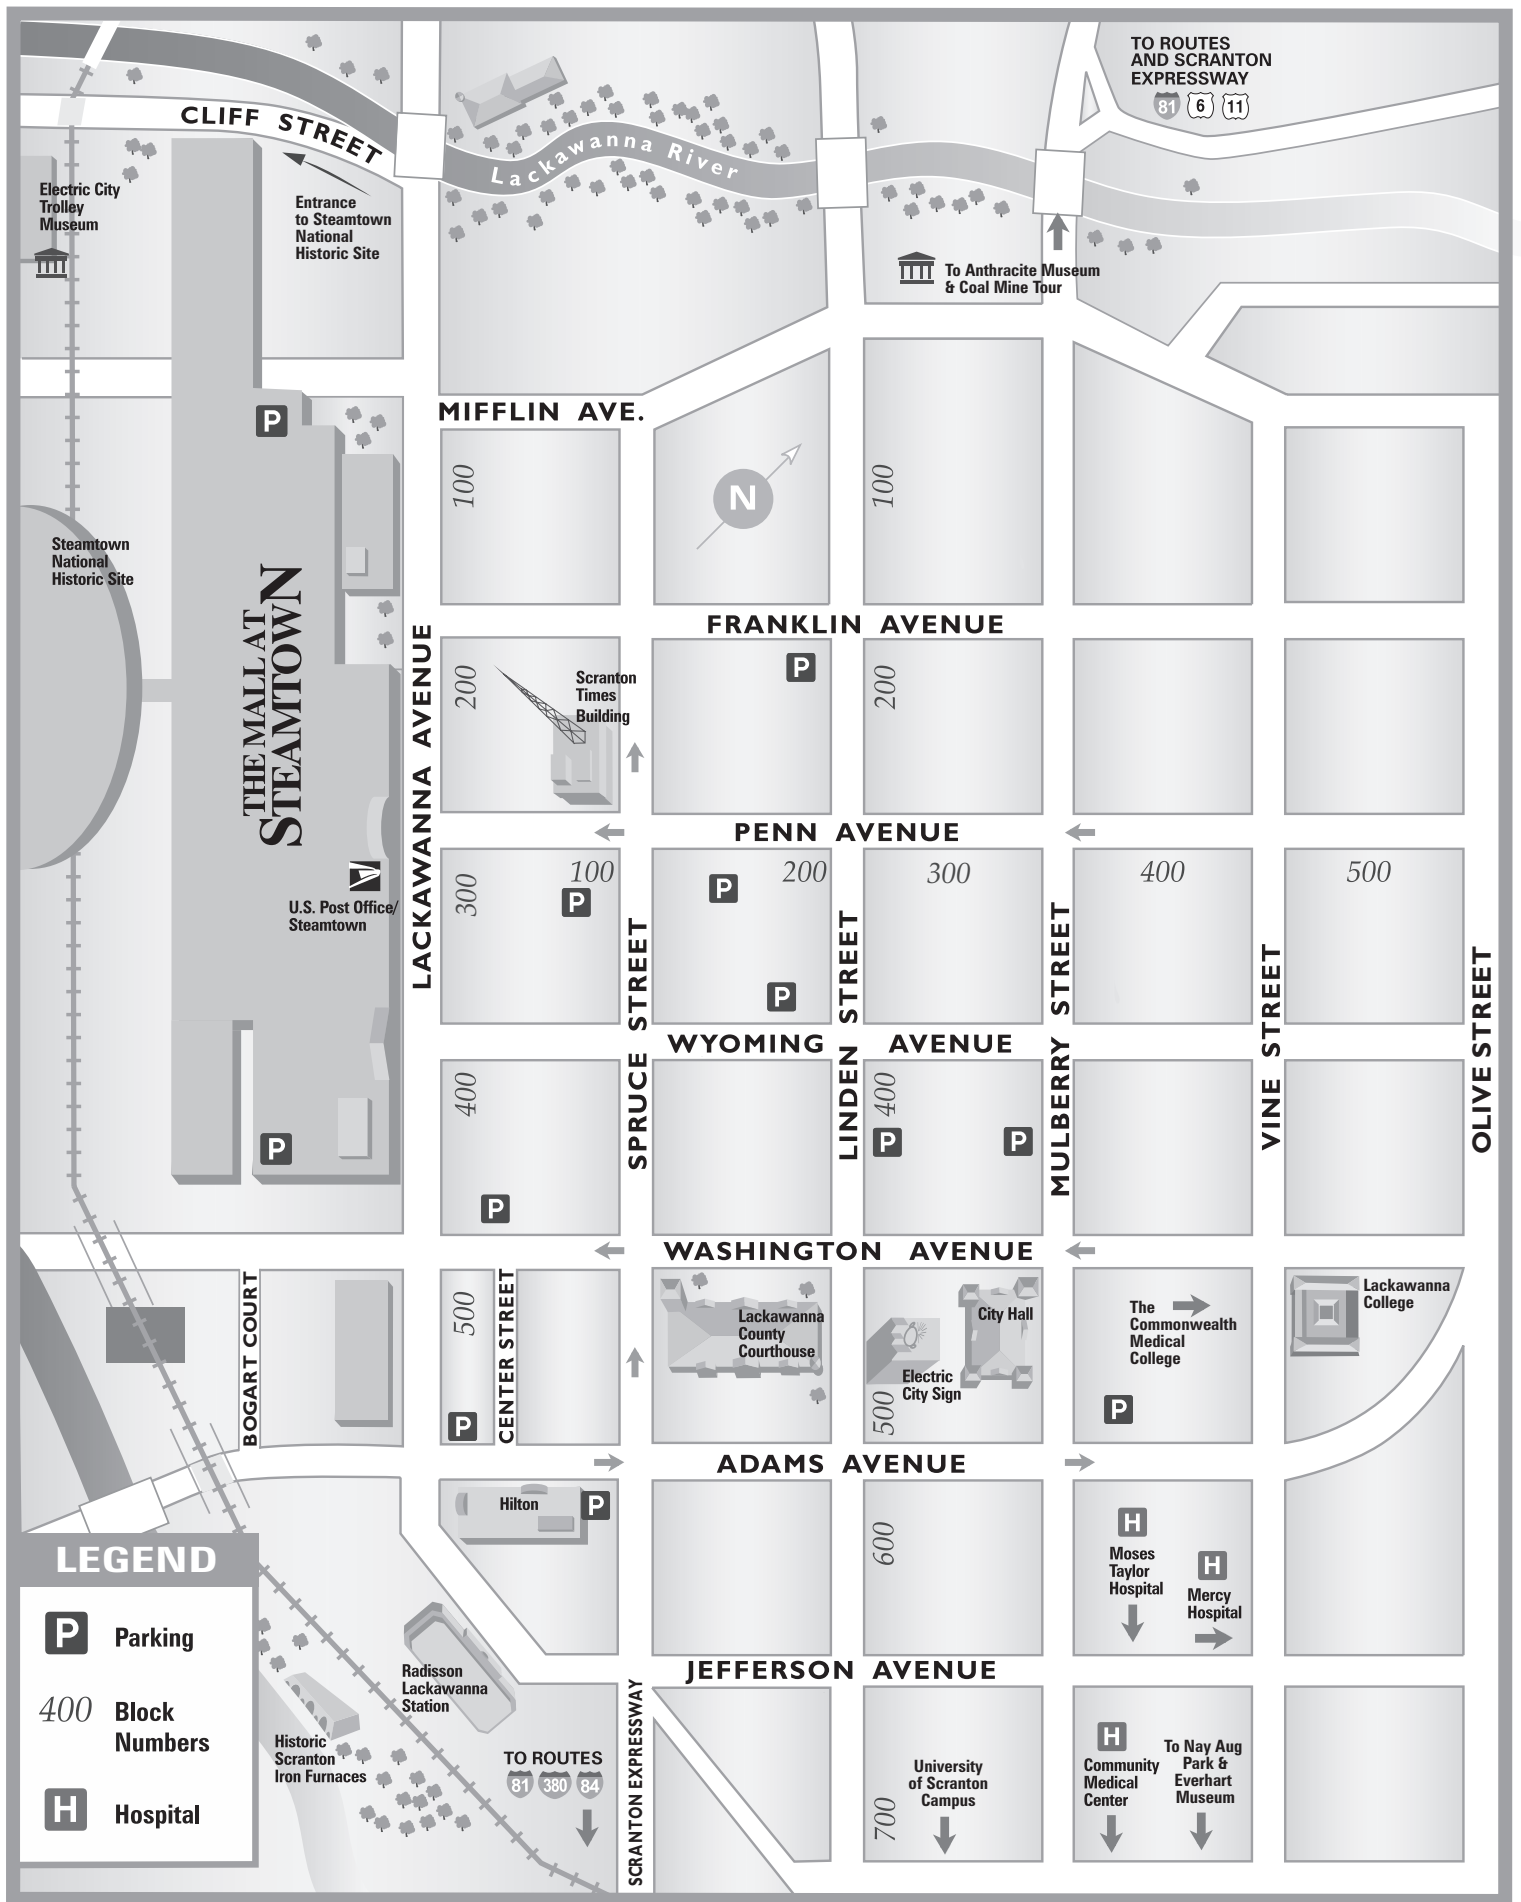 TO ROUTES
AND SCRANTON
EXPRESSWAY
81 6 11
CLIFF STREET
Lackawanna River
Electric City
Trolley
Museum
Entrance
to Steamtown
National
Historic Site
To Anthracite Museum
& Coal Mine Tour
P
MIFFLIN AVE.
100
100
N
Steamtown
National
Historic Site
THE MALL AT
STEAMTOWN
LACKAWANNA AVENUE
FRANKLIN AVENUE
200
Scranton
Times
Building
P
200
PENN AVENUE
300
100
P
P
200
300
400
500
U.S. Post Office/
Steamtown
P
SPRUCE STREET
LINDEN STREET
MULBERRY STREET
VINE STREET
OLIVE STREET
WYOMING AVENUE
400
400
P
P
P
P
WASHINGTON AVENUE
BOGART COURT
500
CENTER STREET
P
Lackawanna
County
Courthouse
City Hall
Electric
City Sign
500
The
Commonwealth
Medical
College
P
Lackawanna
College
ADAMS AVENUE
Hilton
P
600
H
Moses
Taylor
Hospital
H
Mercy
Hospital
LEGEND
P Parking
400 Block
Numbers
H Hospital
JEFFERSON AVENUE
Radisson
Lackawanna
Station
Historic
Scranton
Iron Furnaces
TO ROUTES
81 380 84
SCRANTON EXPRESSWAY
700
University
of Scranton
Campus
H
Community
Medical
Center
To Nay Aug
Park &
Everhart
Museum